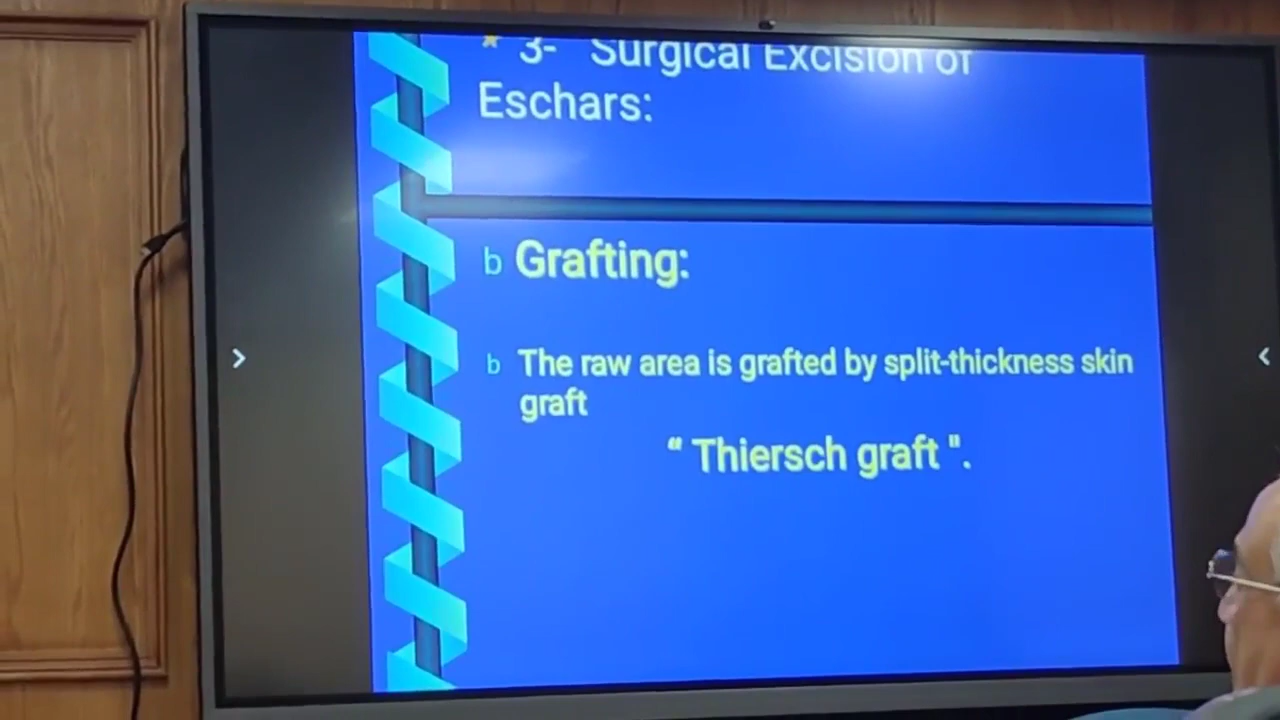 * 3- Surgical Excision of
Eschars:
b Grafting:
b The raw area is grafted by split-thickness skin
graft
“ Thiersch graft ".